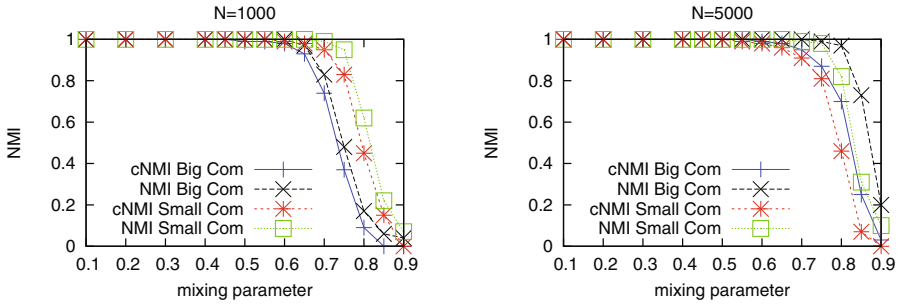 N=1000
1
0.8
0.6
0.4
0.2
0
NMI
cNMI Big Com
NMI Big Com
cNMI Small Com
NMI Small Com
0.1 0.2 0.3 0.4 0.5 0.6 0.7 0.8 0.9
mixing parameter
N=5000
1
0.8
0.6
0.4
0.2
0
NMI
cNMI Big Com
NMI Big Com
cNMI Small Com
NMI Small Com
0.1 0.2 0.3 0.4 0.5 0.6 0.7 0.8 0.9
mixing parameter